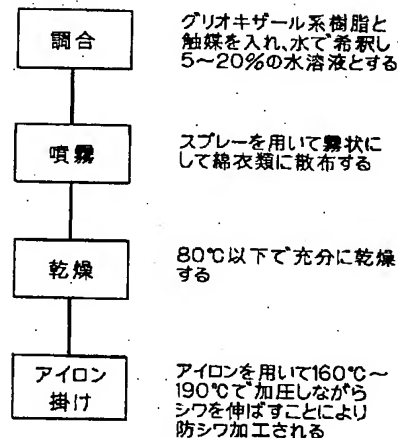 調合
グリオキザール系樹脂と
触媒を入れ、水で希釈し
5～20%の水溶液とする
噴霧
スプレーを用いて霧状に
して綿衣類に散布する
乾燥
80℃以下で充分に乾燥
する
アイロン
掛け
アイロンを用いて160℃～
190℃で加圧しながら
シワを伸ばすことにより
防シワ加工される